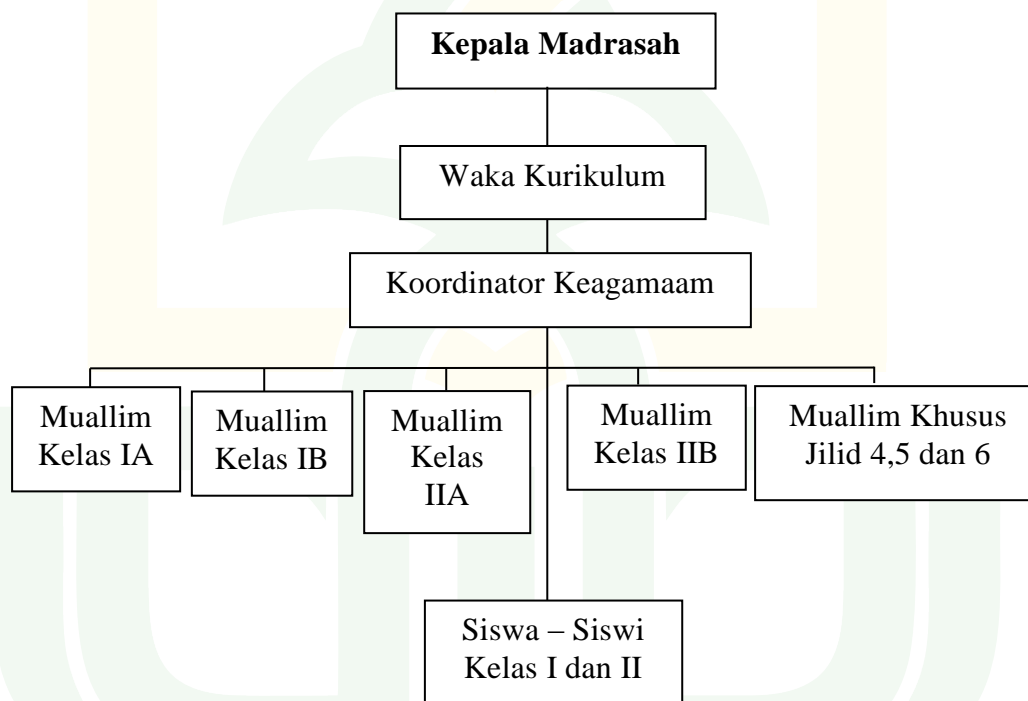 Kepala Madrasah
Waka Kurikulum
Koordinator Keagamaam
Muallim
Kelas IA
Muallim
Kelas IB
Muallim
Kelas
IIA
Muallim
Kelas IIB
Muallim Khusus
Jilid 4,5 dan 6
Siswa – Siswi
Kelas I dan II